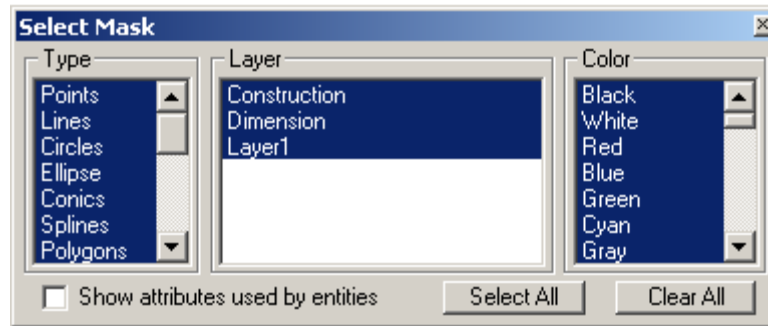 Select Mask
Type
Points
Lines
Circles
Ellipse
Conics
Splines
Polygons
Layer
Construction
Dimension
Layer1
Color
Black
White
Red
Blue
Green
Cyan
Gray
Show attributes used by entities
Select All
Clear All